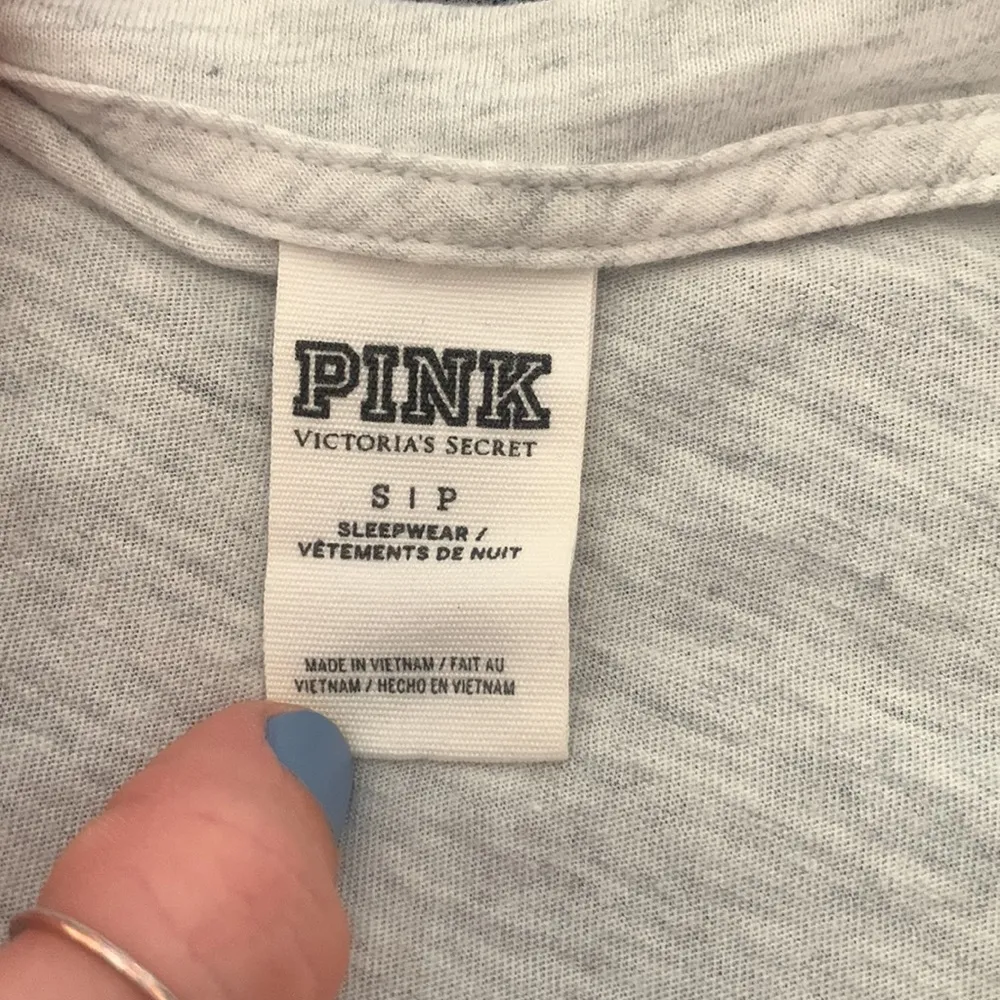 PINK
VICTORIA'S SECRET
S | P
SLEEPWEAR /
VÊTEMENTS DE NUIT
MADE IN VIETNAM / FAIT AU
VIETNAM / HECHO EN VIETNAM